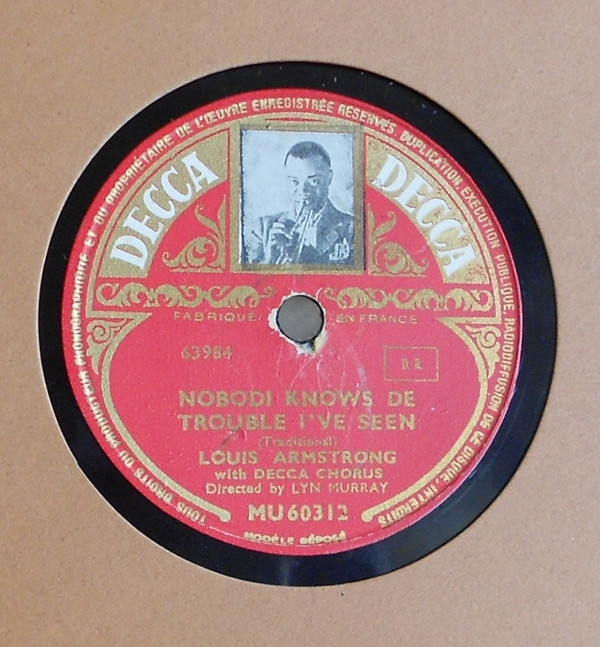 TOUS DROITS DU PRODUCTEUR PHONOGRAPHIQUE ET DU PROPRIÉTAIRE DE L'ŒUVRE ENREGISTRÉE RÉSERVÉS. DUPLICATION, EXÉCUTION PUBLIQUE, RADIODIFFUSION DE CE DISQUE INTERDITS
DECCA DECCA
FABRIQUÉ EN FRANCE
63984
D. R.
NOBODI KNOWS DE
TROUBLE I'VE SEEN
(Traditional)
LOUIS ARMSTRONG
with DECCA CHORUS
Directed by LYN MURRAY
MU60312
MODÈLE DÉPOSÉ